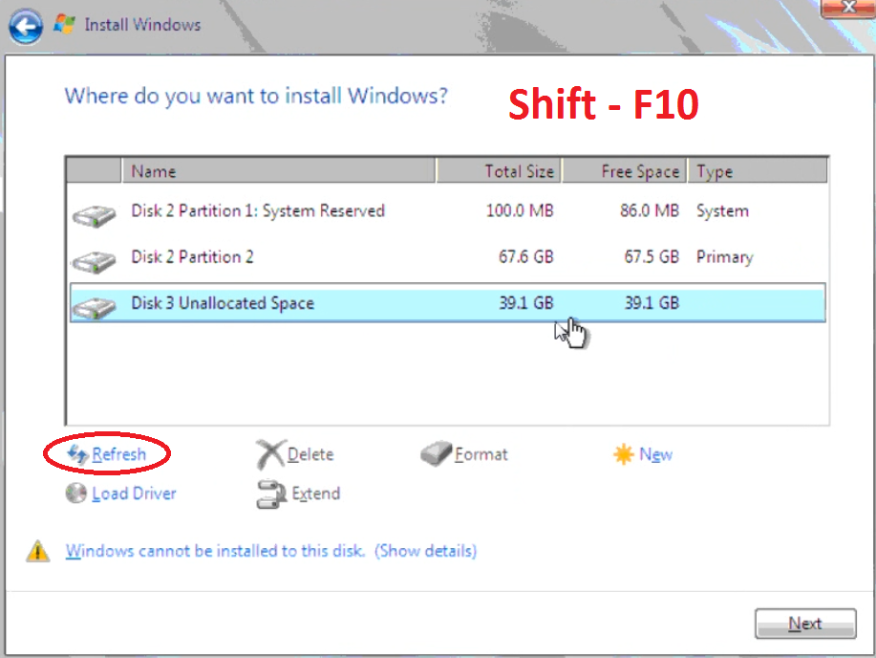 Install Windows
Where do you want to install Windows?
Shift - F10
Name Total Size Free Space Type
Disk 2 Partition 1: System Reserved 100.0 MB 86.0 MB System
Disk 2 Partition 2 67.6 GB 67.5 GB Primary
Disk 3 Unallocated Space 39.1 GB 39.1 GB
Refresh Delete Format New
Load Driver Extend
Windows cannot be installed to this disk. (Show details)
Next